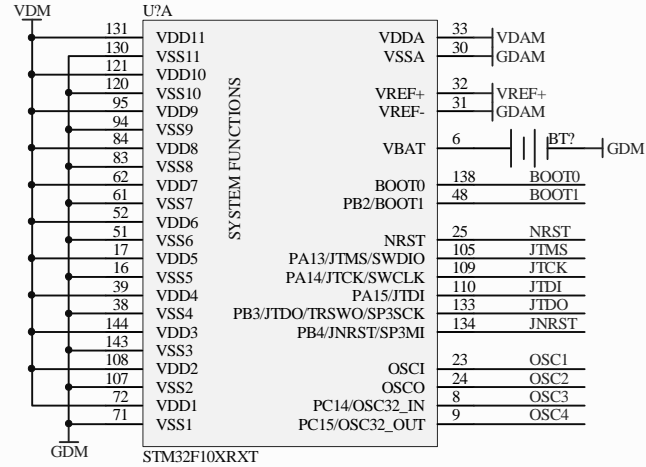 VDM U?A
131 VDD11 VDDA 33 VDAM
130 VSS11 VSSA 30 GDAM
121 VDD10
120 VSS10 VREF+ 32 VREF+
95 VDD9 VREF- 31 GDAM
94 VSS9
84 VDD8 VBAT 6 BT? GDM
83 VSS8
62 VDD7 BOOT0 138 BOOT0
61 VSS7 PB2/BOOT1 48 BOOT1
52 VDD6
51 VSS6 NRST 25 NRST
17 VDD5 PA13/JTMS/SWDIO 105 JTMS
16 VSS5 PA14/JTCK/SWCLK 109 JTCK
39 VDD4 PA15/JTDI 110 JTDI
38 VSS4 PB3/JTDO/TRSWO/SP3SCK 133 JTDO
144 VDD3 PB4/JNRST/SP3MI 134 JNRST
143 VSS3
108 VDD2 OSCI 23 OSC1
107 VSS2 OSCO 24 OSC2
72 VDD1 PC14/OSC32_IN 8 OSC3
71 VSS1 PC15/OSC32_OUT 9 OSC4
SYSTEM FUNCTIONS
GDM
STM32F10XRXT